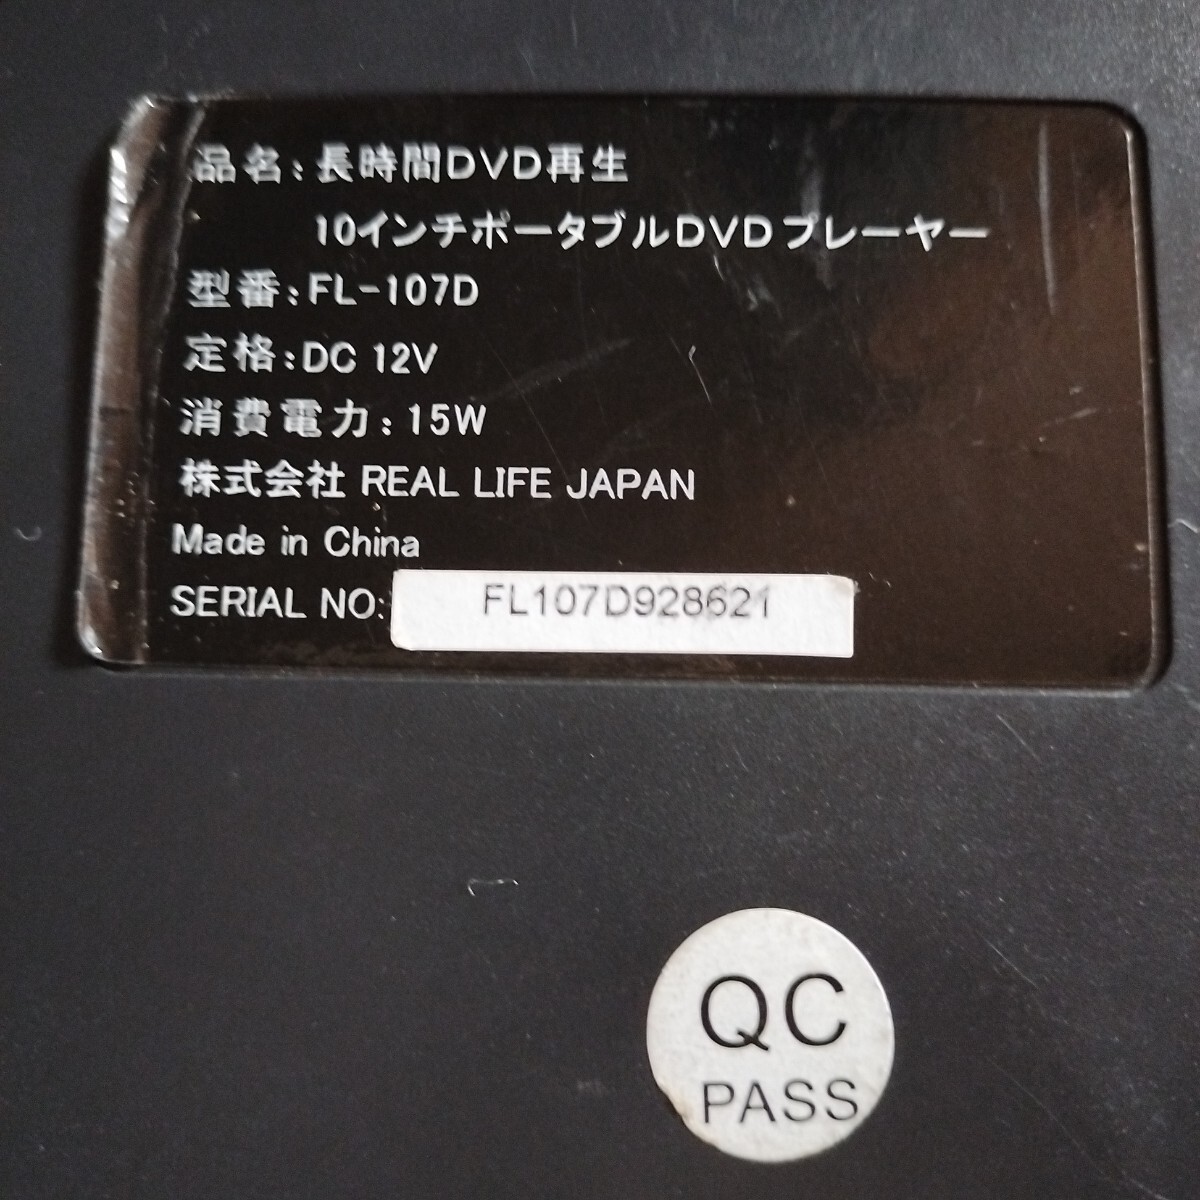 品名:長時間DVD再生
10インチポータブルDVDプレーヤー
型番:FL-107D
定格:DC 12V
消費電力:15W
株式会社 REAL LIFE JAPAN
Made in China
SERIAL NO: FL107D928621
QC
PASS